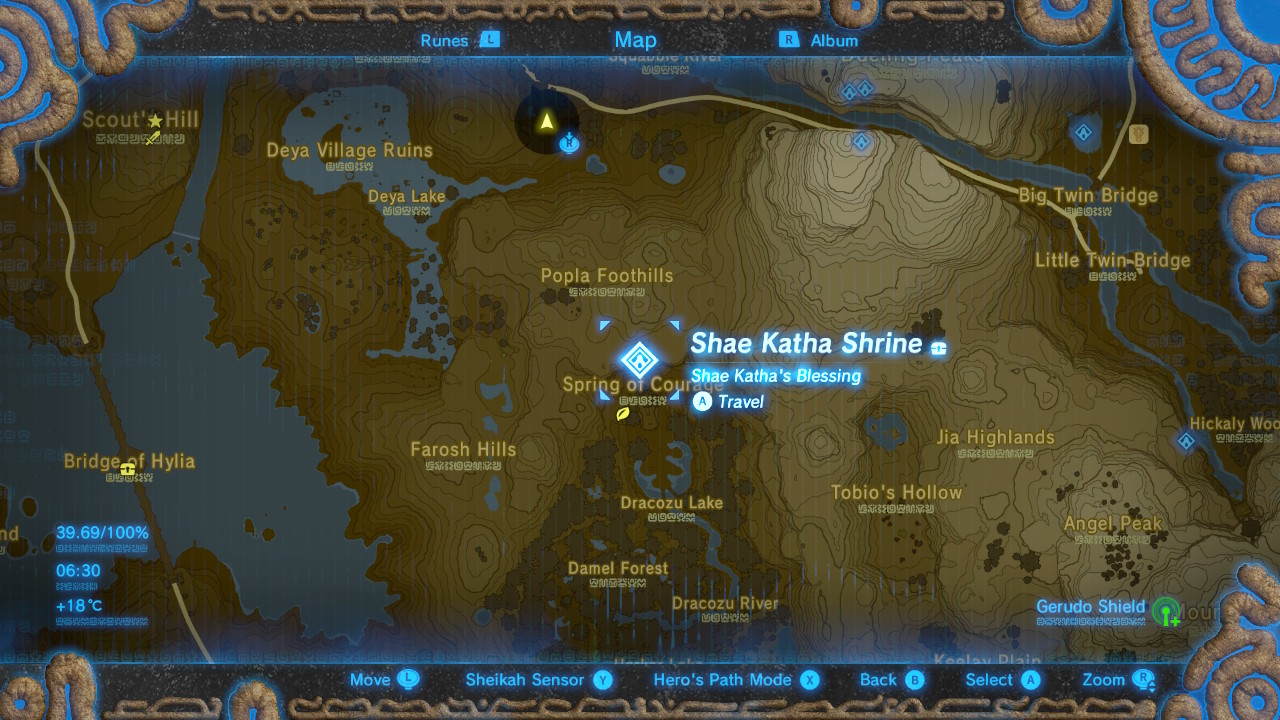 Runes L
Map
R Album
Squabble River
Dueling Peaks
Scout's Hill
Deya Village Ruins
R
Deya Lake
Big Twin Bridge
Little Twin Bridge
Popla Foothills
Shae Katha Shrine
Shae Katha's Blessing
Spring of Courage
A Travel
Hickaly
Farosh Hills
Jia Highlands
Bridge of Hylia
Tobio's Hollow
Dracozu Lake
Angel Peak
39.69/100%
Damel Forest
06:30
Dracozu River
+18°C
Gerudo Shield
Keelay Plain
Move L
Sheikah Sensor Y
Hero's Path Mode X
Back B
Select A
Zoom R